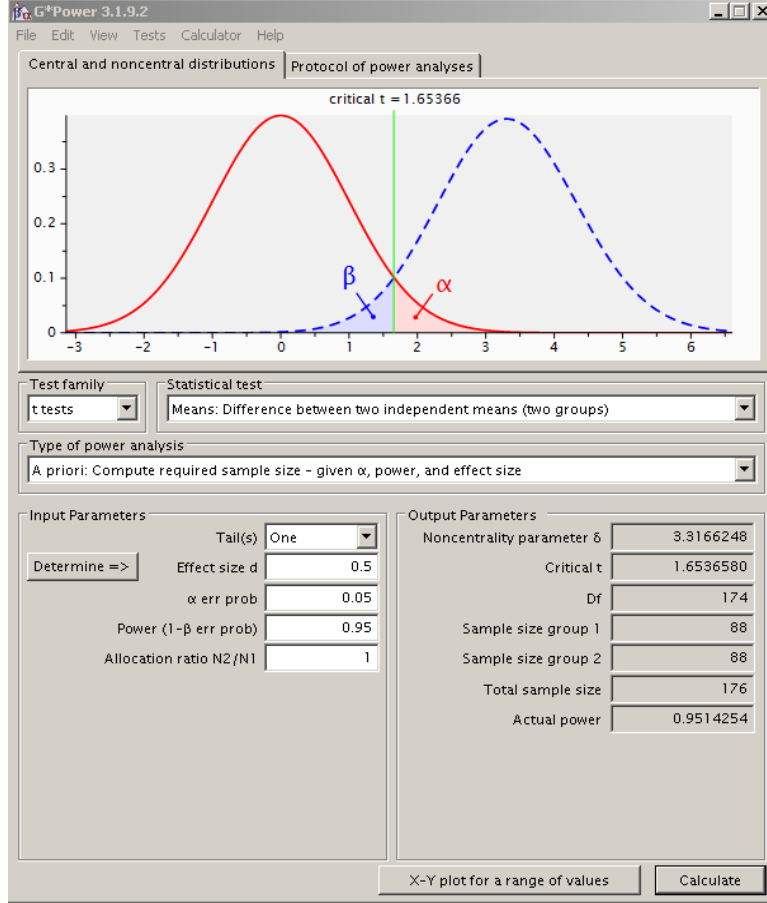 G*Power 3.1.9.2
File Edit View Tests Calculator Help
Central and noncentral distributions Protocol of power analyses
critical t = 1.65366
0.3
0.2
0.1
0
β
α
-3 -2 -1 0 1 2 3 4 5 6
Test family
t tests
Statistical test
Means: Difference between two independent means (two groups)
Type of power analysis
A priori: Compute required sample size - given α, power, and effect size
Input Parameters
Tail(s) One
Determine => Effect size d 0.5
α err prob 0.05
Power (1-β err prob) 0.95
Allocation ratio N2/N1 1
Output Parameters
Noncentrality parameter δ 3.3166248
Critical t 1.6536580
Df 174
Sample size group 1 88
Sample size group 2 88
Total sample size 176
Actual power 0.9514254
X-Y plot for a range of values Calculate